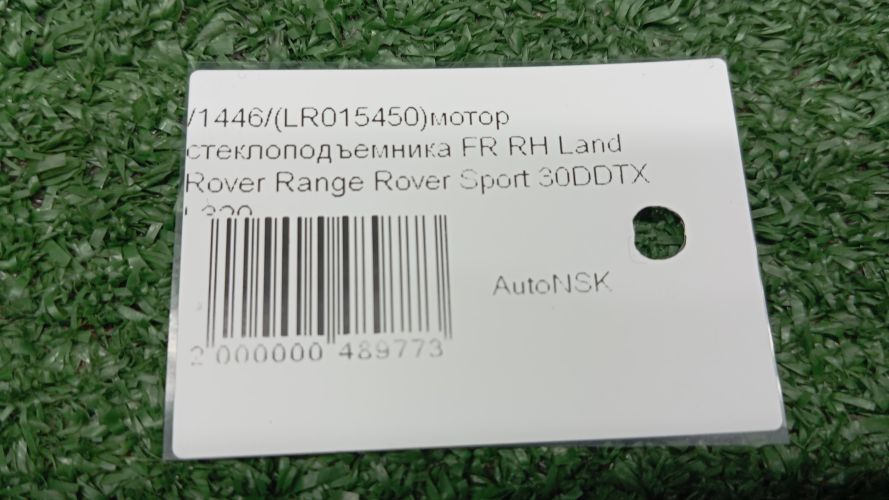 /1446/(LR015450)мотор
стеклоподъемника FR RH Land
Rover Range Rover Sport 30DDTX
AutoNSK
2 000000 489773